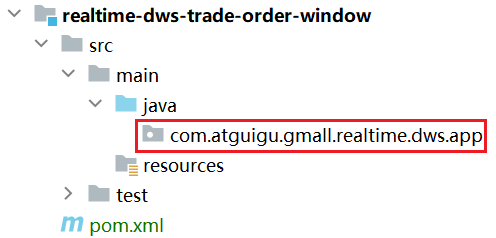 realtime-dws-trade-order-window
src
main
java
com.atguigu.gmall.realtime.dws.app
resources
test
pom.xml